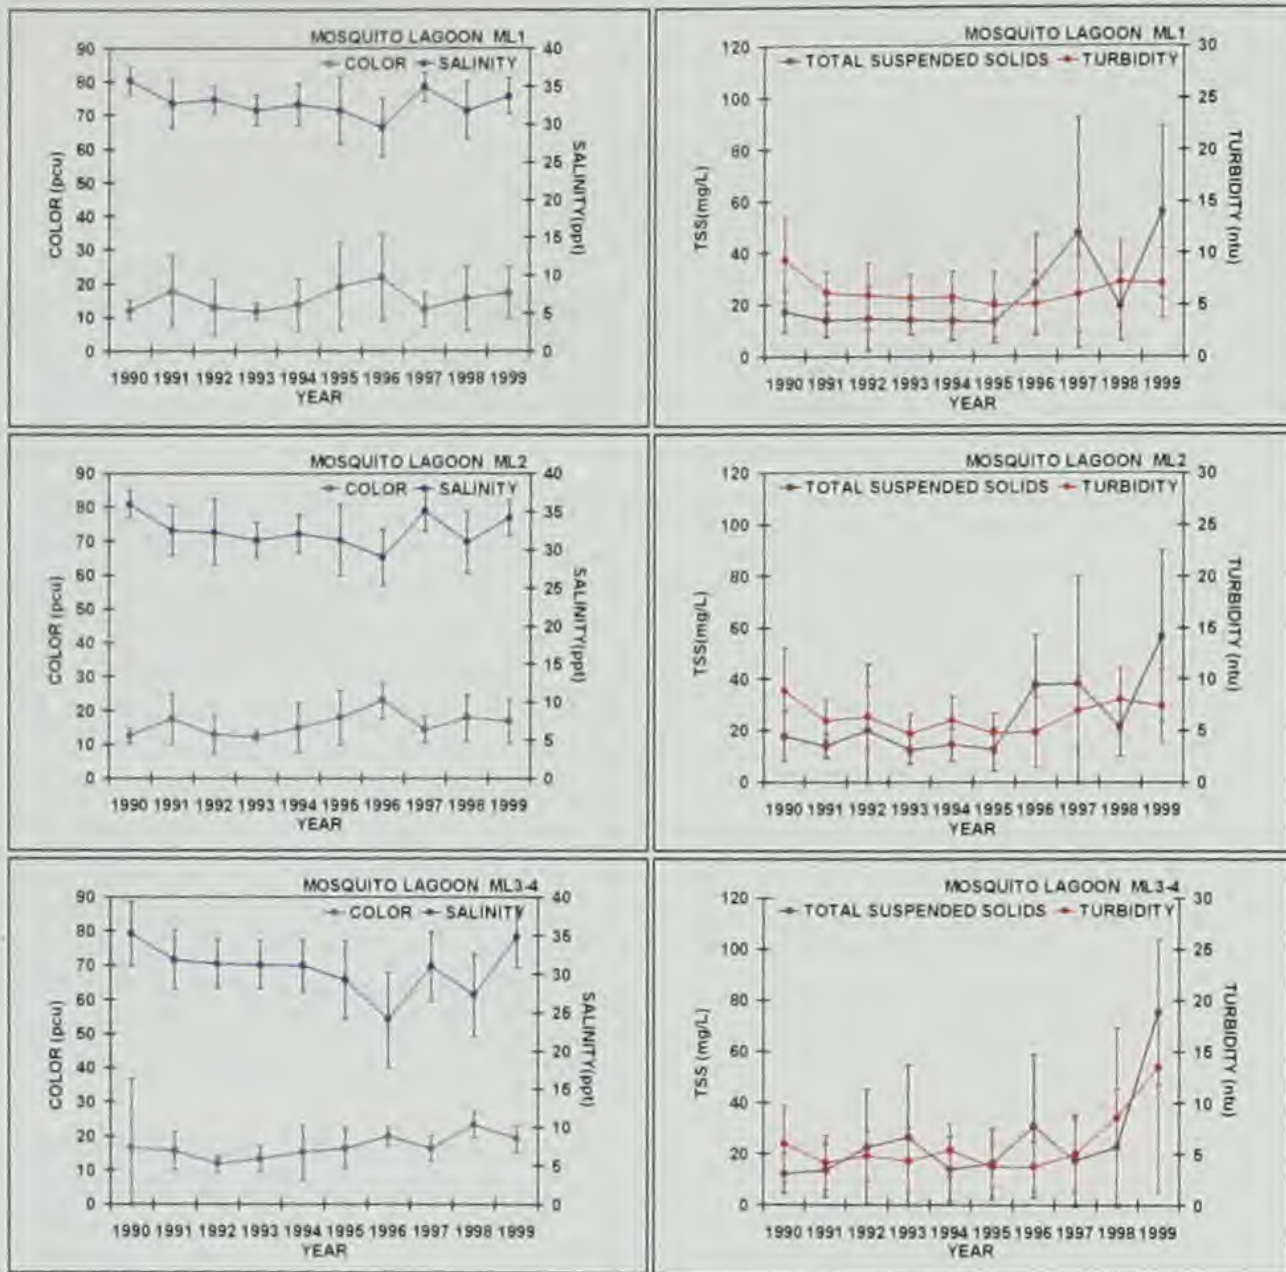 MOSQUITO LAGOON ML1
COLOR SALINITY
90
80
70
60
50
40
30
20
10
0
COLOR (pcu)
40
35
30
25
20
15
10
5
0
SALINITY(ppt)
1990 1991 1992 1993 1994 1995 1996 1997 1998 1999
YEAR
MOSQUITO LAGOON ML1
TOTAL SUSPENDED SOLIDS TURBIDITY
120
100
80
60
40
20
0
TSS(mg/L)
30
25
20
15
10
5
0
TURBIDITY (ntu)
1990 1991 1992 1993 1994 1995 1996 1997 1998 1999
YEAR
MOSQUITO LAGOON ML2
COLOR SALINITY
90
80
70
60
50
40
30
20
10
0
COLOR (pcu)
40
35
30
25
20
15
10
5
0
SALINITY(ppt)
1990 1991 1992 1993 1994 1995 1996 1997 1998 1999
YEAR
MOSQUITO LAGOON ML2
TOTAL SUSPENDED SOLIDS TURBIDITY
120
100
80
60
40
20
0
TSS(mg/L)
30
25
20
15
10
5
0
TURBIDITY (ntu)
1990 1991 1992 1993 1994 1995 1996 1997 1998 1999
YEAR
MOSQUITO LAGOON ML3-4
COLOR SALINITY
90
80
70
60
50
40
30
20
10
0
COLOR (pcu)
40
35
30
25
20
15
10
5
0
SALINITY(ppt)
1990 1991 1992 1993 1994 1995 1996 1997 1998 1999
YEAR
MOSQUITO LAGOON ML3-4
TOTAL SUSPENDED SOLIDS TURBIDITY
120
100
80
60
40
20
0
TSS (mg/L)
30
25
20
15
10
5
0
TURBIDITY (ntu)
1990 1991 1992 1993 1994 1995 1996 1997 1998 1999
YEAR